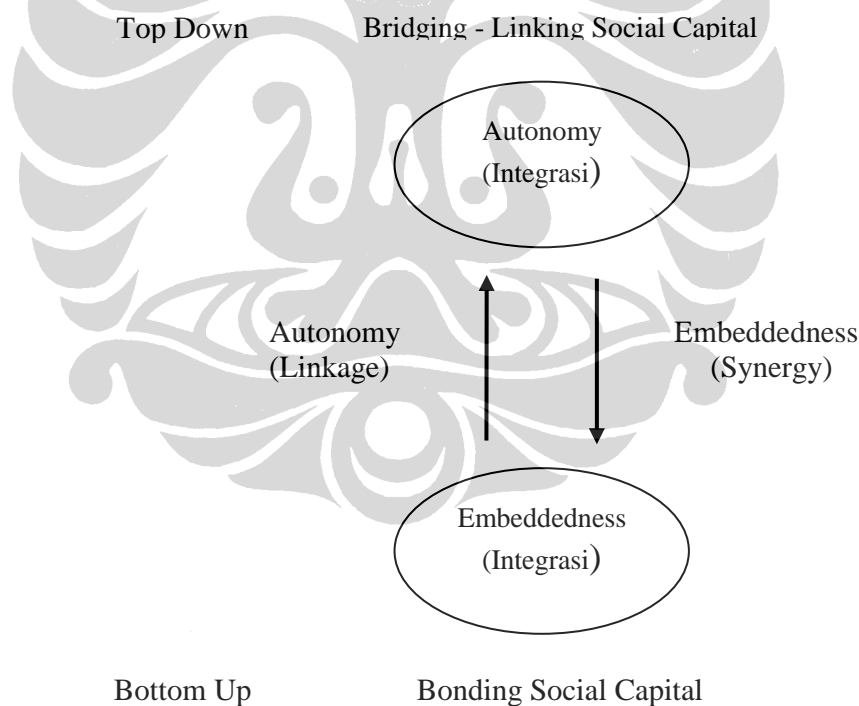 Top Down Bridging - Linking Social Capital
Autonomy
(Integrasi)
Autonomy
(Linkage)
Embeddedness
(Synergy)
Embeddedness
(Integrasi)
Bottom Up Bonding Social Capital